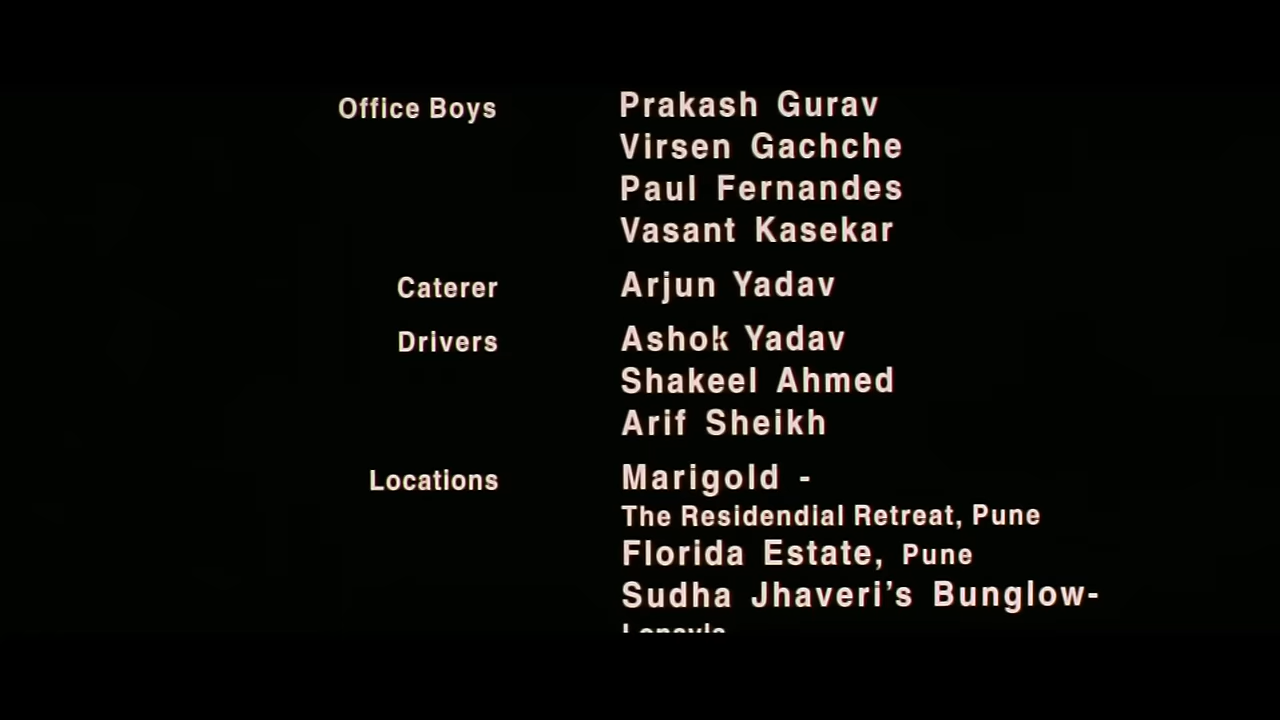 Office Boys Prakash Gurav
Virsen Gachche
Paul Fernandes
Vasant Kasekar
Caterer Arjun Yadav
Drivers Ashok Yadav
Shakeel Ahmed
Arif Sheikh
Locations Marigold -
The Residendial Retreat, Pune
Florida Estate, Pune
Sudha Jhaveri's Bunglow-